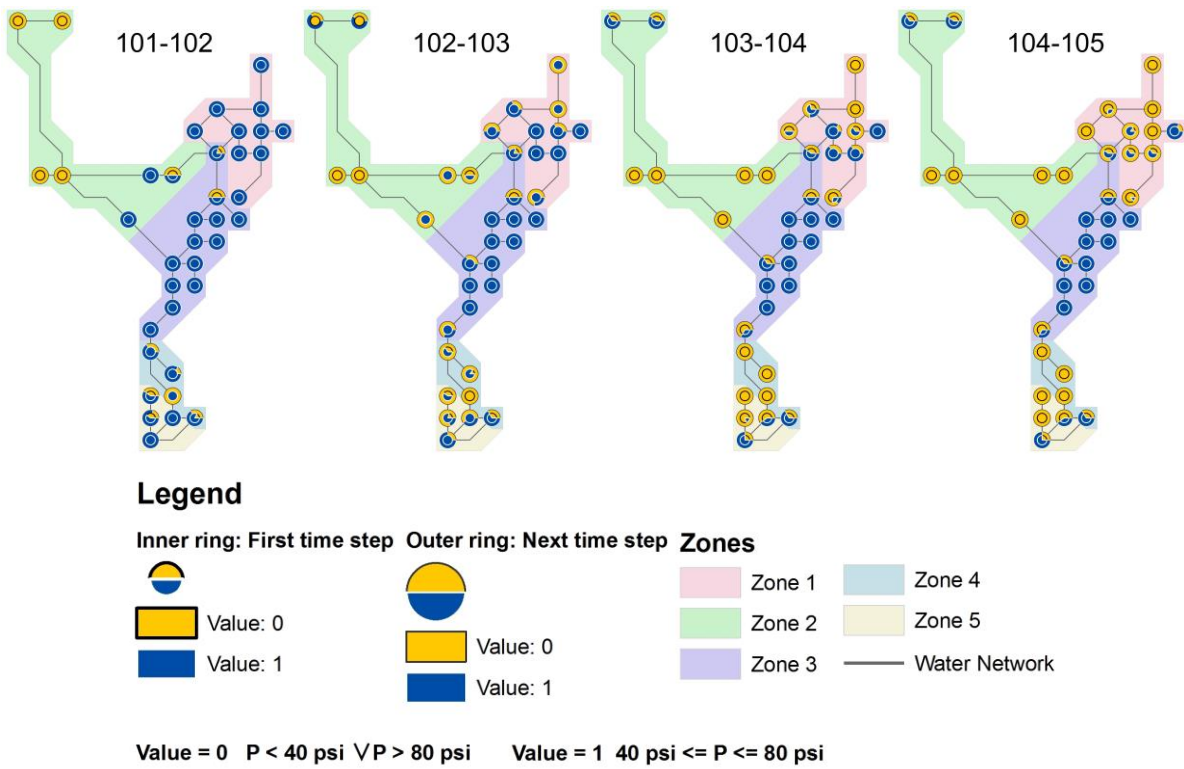 101-102
102-103
103-104
104-105
Legend
Inner ring: First time step
Value: 0
Value: 1
Outer ring: Next time step
Value: 0
Value: 1
Zones
Zone 1
Zone 2
Zone 3
Zone 4
Zone 5
Water Network
Value = 0 P < 40 psi ∨ P > 80 psi Value = 1 40 psi <= P <= 80 psi